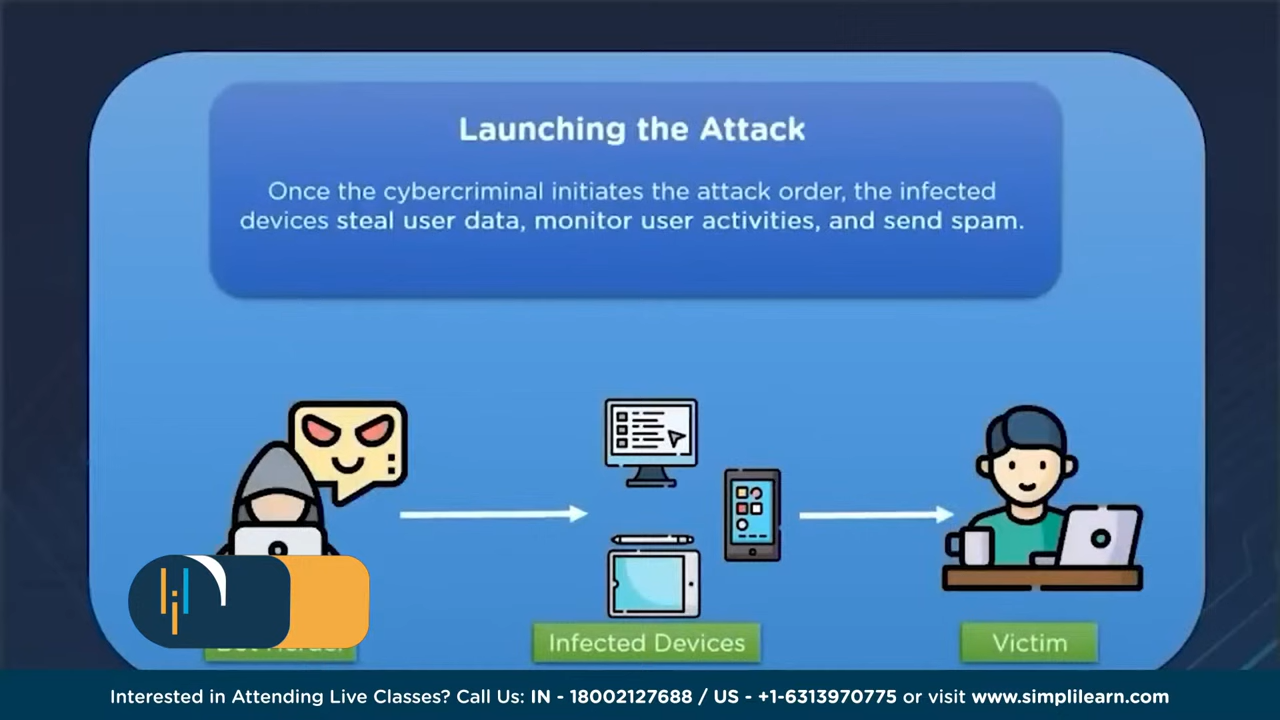 Launching the Attack
Once the cybercriminal initiates the attack order, the infected
devices steal user data, monitor user activities, and send spam.
Infected Devices
Victim
Interested in Attending Live Classes? Call Us: IN - 18002127688 / US - +1-6313970775 or visit www.simplilearn.com